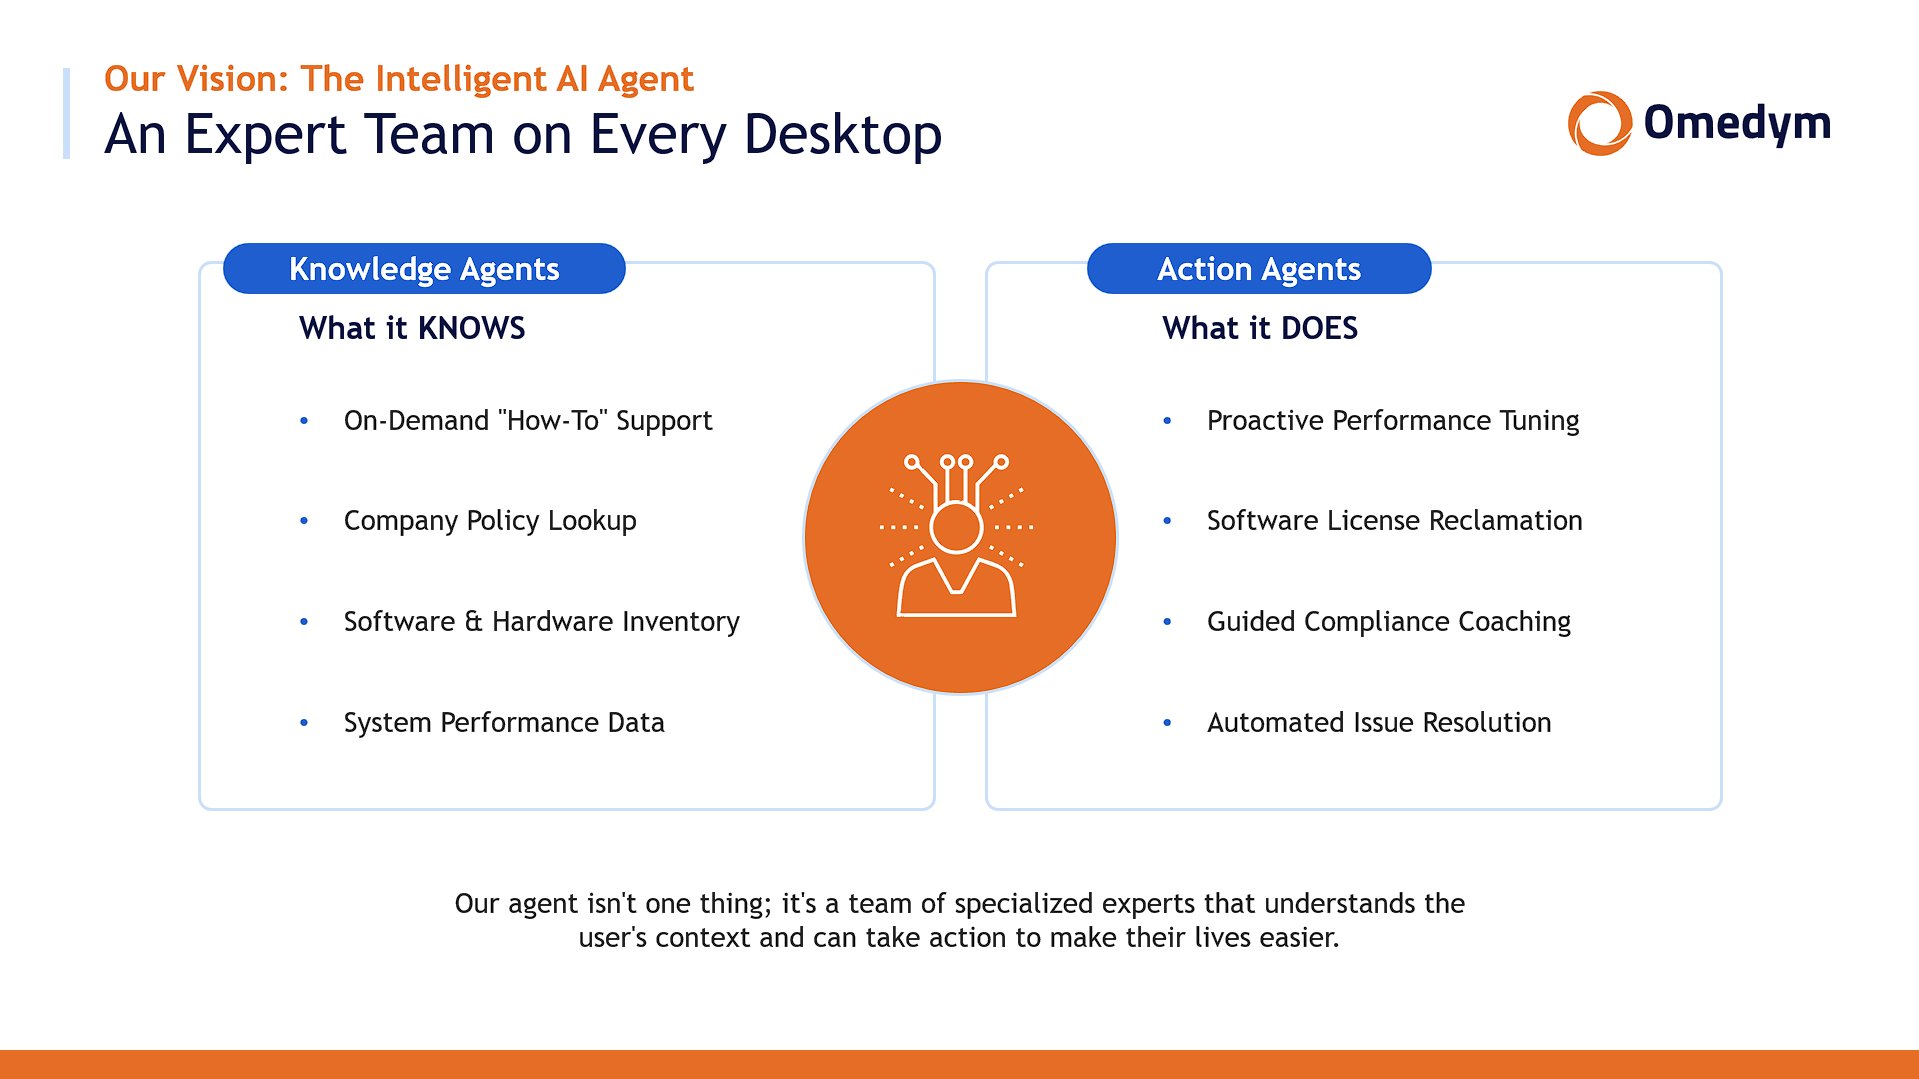 Our Vision: The Intelligent AI Agent
An Expert Team on Every Desktop
Omedym
Knowledge Agents
What it KNOWS
• On-Demand "How-To" Support
• Company Policy Lookup
• Software & Hardware Inventory
• System Performance Data
Action Agents
What it DOES
• Proactive Performance Tuning
• Software License Reclamation
• Guided Compliance Coaching
• Automated Issue Resolution
Our agent isn't one thing; it's a team of specialized experts that understands the
user's context and can take action to make their lives easier.